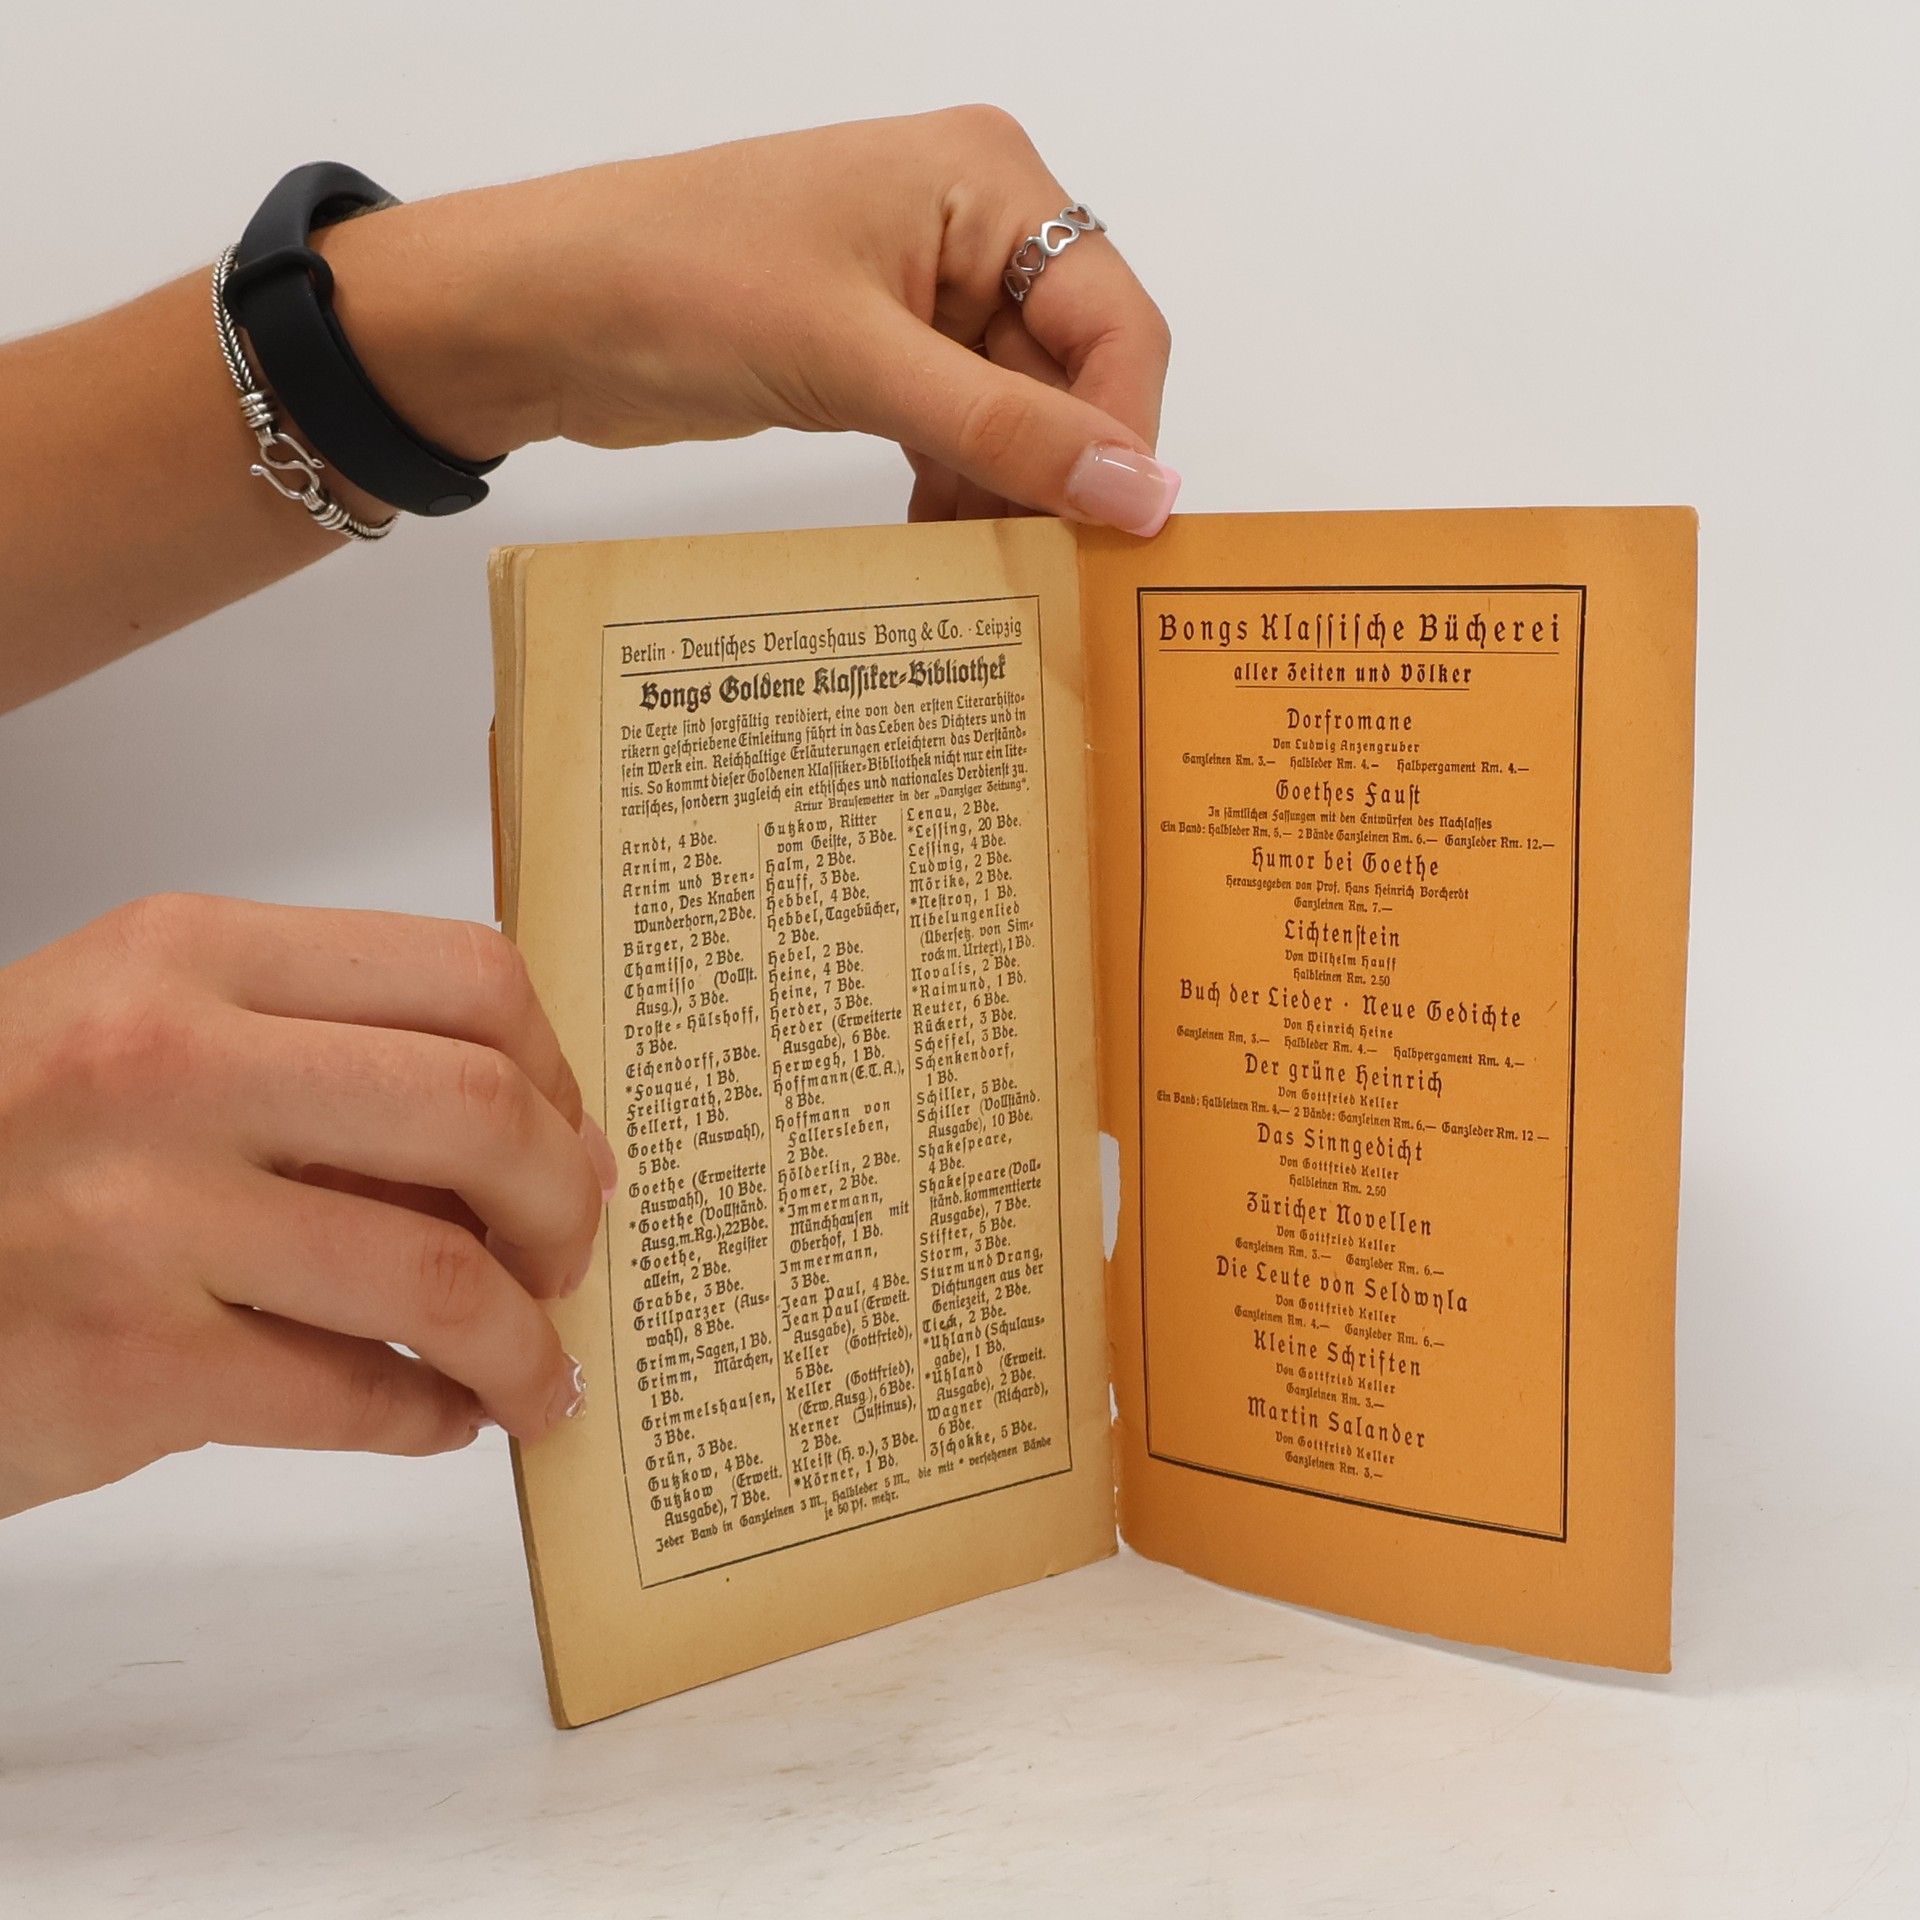 Berlin · Deutsches Verlagshaus Bong & Co. · Leipzig
Bongs Goldene Klassiker-Bibliothek
Die Texte sind sorgfältig revidiert, eine von den ersten Literarhisto-
rikern geschriebene Einleitung führt in das Leben des Dichters und in
sein Werk ein. Reichhaltige Erläuterungen erleichtern das Verständ-
nis. So kommt dieser Goldenen Klassiker-Bibliothek nicht nur ein lite-
rarisches, sondern zugleich ein ethisches und nationales Verdienst zu.
Artur Brausewetter in der „Danziger Zeitung“.
Arndt, 4 Bde.
Arnim, 2 Bde.
Arnim und Bren-
tano, Des Knaben
Wunderhorn, 2 Bde.
Bürger, 2 Bde.
Chamisso, 2 Bde.
Chamisso (Vollst.
Ausg.), 3 Bde.
Droste-Hülshoff,
3 Bde.
Eichendorff, 3 Bde.
*Fouqué, 1 Bd.
Freiligrath, 2 Bde.
Gellert, 1 Bd.
Goethe (Auswahl),
5 Bde.
Goethe (Erweiterte
Auswahl), 10 Bde.
*Goethe (Vollständ.
Ausg. m. Rg.), 22 Bde.
*Goethe, Register
allein, 2 Bde.
Grabbe, 3 Bde.
Grillparzer (Aus-
wahl), 8 Bde.
Grimm, Sagen, 1 Bd.
Grimm, Märchen,
1 Bd.
Grimmelshausen,
3 Bde.
Grün, 3 Bde.
Gutzkow, 4 Bde.
Gutzkow (Erweit.
Ausgabe), 7 Bde.
Gutzkow, Ritter
vom Geiste, 3 Bde.
Halm, 2 Bde.
Hauff, 3 Bde.
Hebbel, 4 Bde.
Hebbel, Tagebücher,
2 Bde.
Hebel, 2 Bde.
Heine, 4 Bde.
Heine, 7 Bde.
Herder, 3 Bde.
Herder (Erweiterte
Ausgabe), 6 Bde.
Herwegh, 1 Bd.
Hoffmann (E.T.A.),
8 Bde.
Hoffmann von
Fallersleben,
2 Bde.
Hölderlin, 2 Bde.
Homer, 2 Bde.
*Immermann,
Münchhausen mit
Oberhof, 1 Bd.
Immermann,
3 Bde.
Jean Paul, 4 Bde.
Jean Paul (Erweit.
Ausgabe), 5 Bde.
Keller (Gottfried),
5 Bde.
Keller (Gottfried),
(Erw. Ausg.), 6 Bde.
Kerner (Justinus),
2 Bde.
Kleist (H. v.), 3 Bde.
*Körner, 1 Bd.
Lenau, 2 Bde.
*Lessing, 20 Bde.
Lessing, 4 Bde.
Ludwig, 2 Bde.
Mörike, 2 Bde.
*Nestroy, 1 Bd.
Nibelungenlied
(Übersetz. von Sim-
rock m. Urtext), 1 Bd.
Novalis, 2 Bde.
*Raimund, 1 Bd.
Reuter, 6 Bde.
Rückert, 3 Bde.
Scheffel, 3 Bde.
Schenkendorf,
1 Bd.
Schiller, 5 Bde.
Schiller (Vollständ.
Ausgabe), 10 Bde.
Shakespeare,
4 Bde.
Shakespeare (Voll-
ständ. kommentierte
Ausgabe), 7 Bde.
Stifter, 5 Bde.
Storm, 3 Bde.
Sturm und Drang,
Dichtungen aus der
Geniezeit, 2 Bde.
Tieck, 2 Bde.
*Uhland (Schulaus-
gabe), 1 Bd.
*Uhland (Erweit.
Ausgabe), 2 Bde.
Wagner (Richard),
6 Bde.
Zschokke, 5 Bde.
Jeder Band in Ganzleinen 3 M., Halbleder 5 M., die mit * versehenen Bände
je 50 Pf. mehr.
Bongs Klassische Bücherei
aller Zeiten und Völker
Dorfromane
Von Ludwig Anzengruber
Ganzleinen Rm. 3.— Halbleder Rm. 4.— Halbpergament Rm. 4.—
Goethes Faust
In sämtlichen Fassungen mit den Entwürfen des Nachlasses
Ein Band: Halbleder Rm. 5.— 2 Bände Ganzleinen Rm. 6.— Ganzleder Rm. 12.—
Humor bei Goethe
Herausgegeben von Prof. Hans Heinrich Borcherdt
Ganzleinen Rm. 7.—
Lichtenstein
Von Wilhelm Hauff
Halbleinen Rm. 2.50
Buch der Lieder · Neue Gedichte
Von Heinrich Heine
Ganzleinen Rm. 3.— Halbleder Rm. 4.— Halbpergament Rm. 4.—
Der grüne Heinrich
Von Gottfried Keller
Ein Band: Halbleinen Rm. 4.— 2 Bände: Ganzleinen Rm. 6.— Ganzleder Rm. 12 —
Das Sinngedicht
Von Gottfried Keller
Halbleinen Rm. 2.50
Züricher Novellen
Von Gottfried Keller
Ganzleinen Rm. 3.— Ganzleder Rm. 6.—
Die Leute von Seldwyla
Von Gottfried Keller
Ganzleinen Rm. 4.— Ganzleder Rm. 6.—
Kleine Schriften
Von Gottfried Keller
Ganzleinen Rm. 3.—
Martin Salander
Von Gottfried Keller
Ganzleinen Rm. 3.—